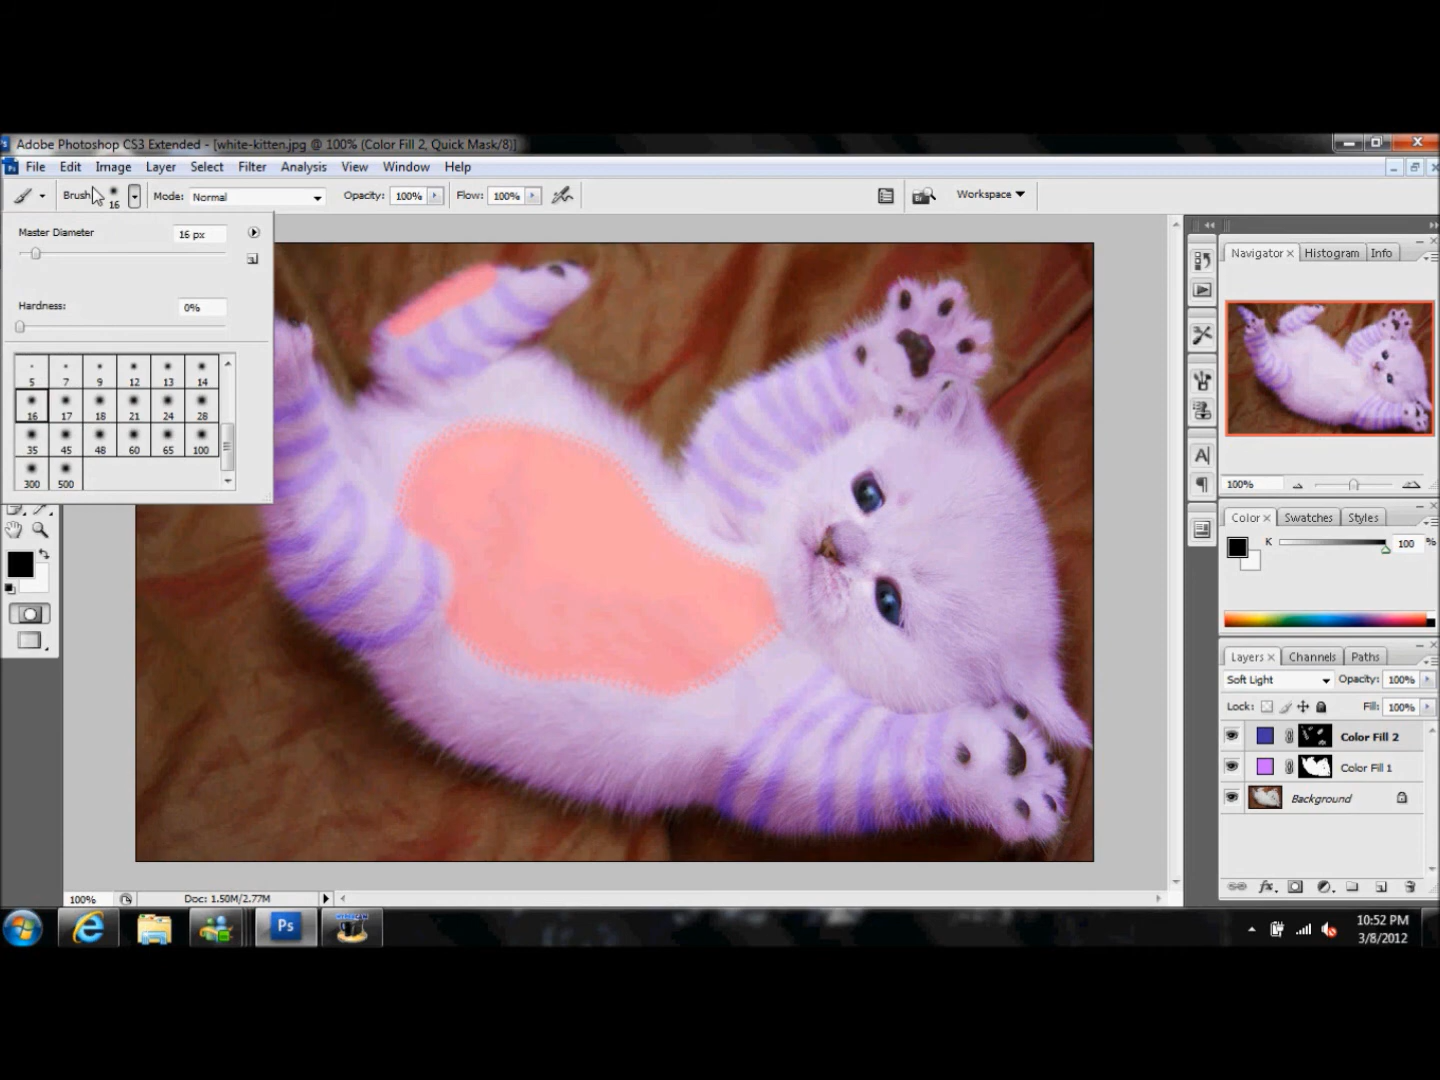 Adobe Photoshop CS3 Extended - [white-kitten.jpg @ 100% (Color Fill 2, Quick Mask/8)]
File Edit Image Layer Select Filter Analysis View Window Help
Brush: 16 Mode: Normal Opacity: 100% Flow: 100% Workspace
Master Diameter 16 px
Hardness: 0%
5 7 9 12 13 14
16 17 18 21 24 28
35 45 48 60 65 100
300 500
Navigator Histogram Info
100%
Color Swatches Styles
K 100 %
Layers Channels Paths
Soft Light Opacity: 100%
Lock: Fill: 100%
Color Fill 2
Color Fill 1
Background
100% Doc: 1.50M/2.77M
Ps
10:52 PM
3/8/2012